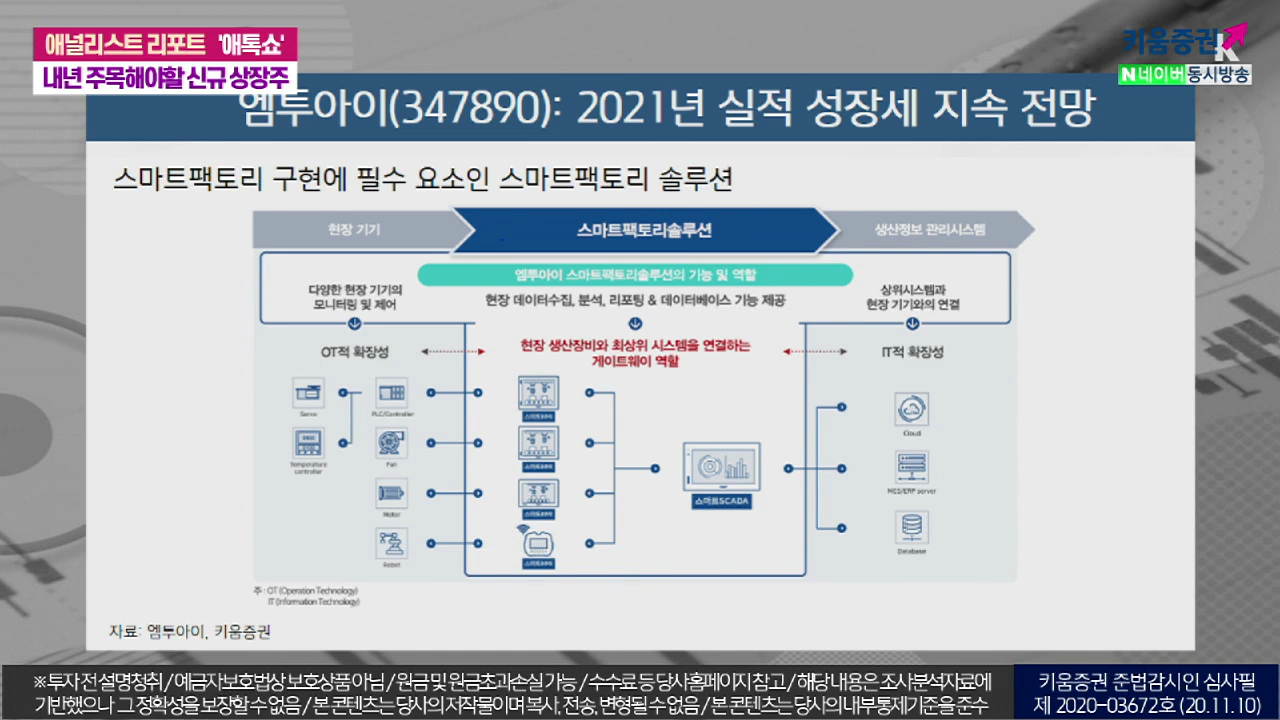 애널리스트 리포트 '애톡쇼'
내년 주목해야할 신규 상장주
키움증권K
N네이버 동시방송
엠투아이(347890): 2021년 실적 성장세 지속 전망
스마트팩토리 구현에 필수 요소인 스마트팩토리 솔루션
현장 기기
스마트팩토리솔루션
생산정보 관리시스템
엠투아이 스마트팩토리솔루션의 기능 및 역할
다양한 현장 기기의
모니터링 및 제어
현장 데이터수집, 분석, 리포팅 & 데이터베이스 기능 제공
상위시스템과
현장 기기와의 연결
OT적 확장성
현장 생산장비와 최상위 시스템을 연결하는
게이트웨이 역할
IT적 확장성
Servo
PLC/Controller
Temperature
controller
Fan
Motor
Robot
스마트SCADA
Cloud
MES/ERP server
Database
주 : OT (Operation Technology)
IT (Information Technology)
자료: 엠투아이, 키움증권
※ 투자 전 설명청취 / 예금자보호법상 보호상품 아님 / 원금 및 원금초과손실 가능 / 수수료 등 당사홈페이지 참고 / 해당 내용은 조사분석자료에
기반했으나 그 정확성을 보장할 수 없음 / 본 콘텐츠는 당사의 저작물이며 복사, 전송, 변형될 수 없음 / 본 콘텐츠는 당사의 내부통제기준을 준수
키움증권 준법감시인 심사필
제 2020-03672호 (20.11.10)